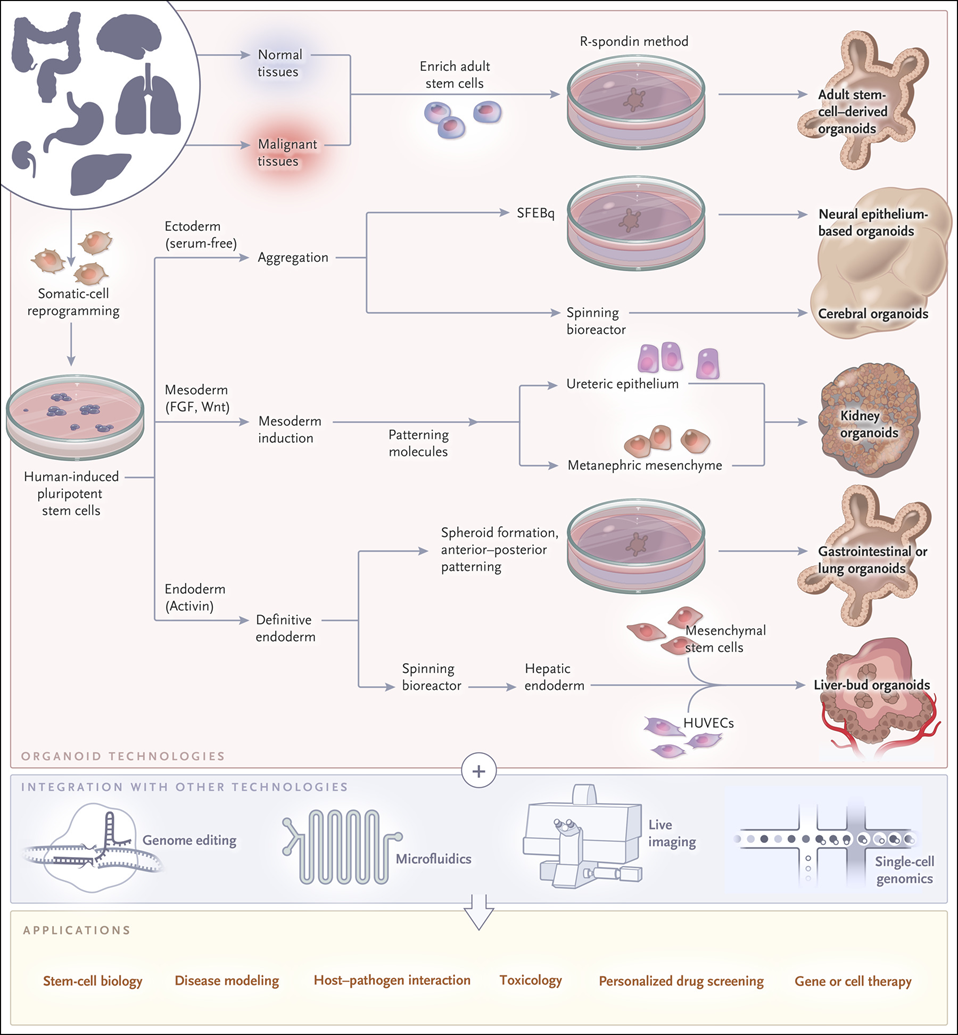 Normal
tissues
Malignant
tissues
Enrich adult
stem cells
R-spondin method
Adult stem-
cell–derived
organoids
Somatic-cell
reprogramming
Human-induced
pluripotent
stem cells
Ectoderm
(serum-free)
Aggregation
SFEBq
Neural epithelium-
based organoids
Spinning
bioreactor
Cerebral organoids
Mesoderm
(FGF, Wnt)
Mesoderm
induction
Patterning
molecules
Ureteric epithelium
Metanephric mesenchyme
Kidney
organoids
Endoderm
(Activin)
Definitive
endoderm
Spheroid formation,
anterior–posterior
patterning
Gastrointestinal or
lung organoids
Spinning
bioreactor
Hepatic
endoderm
Mesenchymal
stem cells
HUVECs
Liver-bud organoids
ORGANOID TECHNOLOGIES
+
INTEGRATION WITH OTHER TECHNOLOGIES
Genome editing
Microfluidics
Live
imaging
Single-cell
genomics
APPLICATIONS
Stem-cell biology
Disease modeling
Host–pathogen interaction
Toxicology
Personalized drug screening
Gene or cell therapy